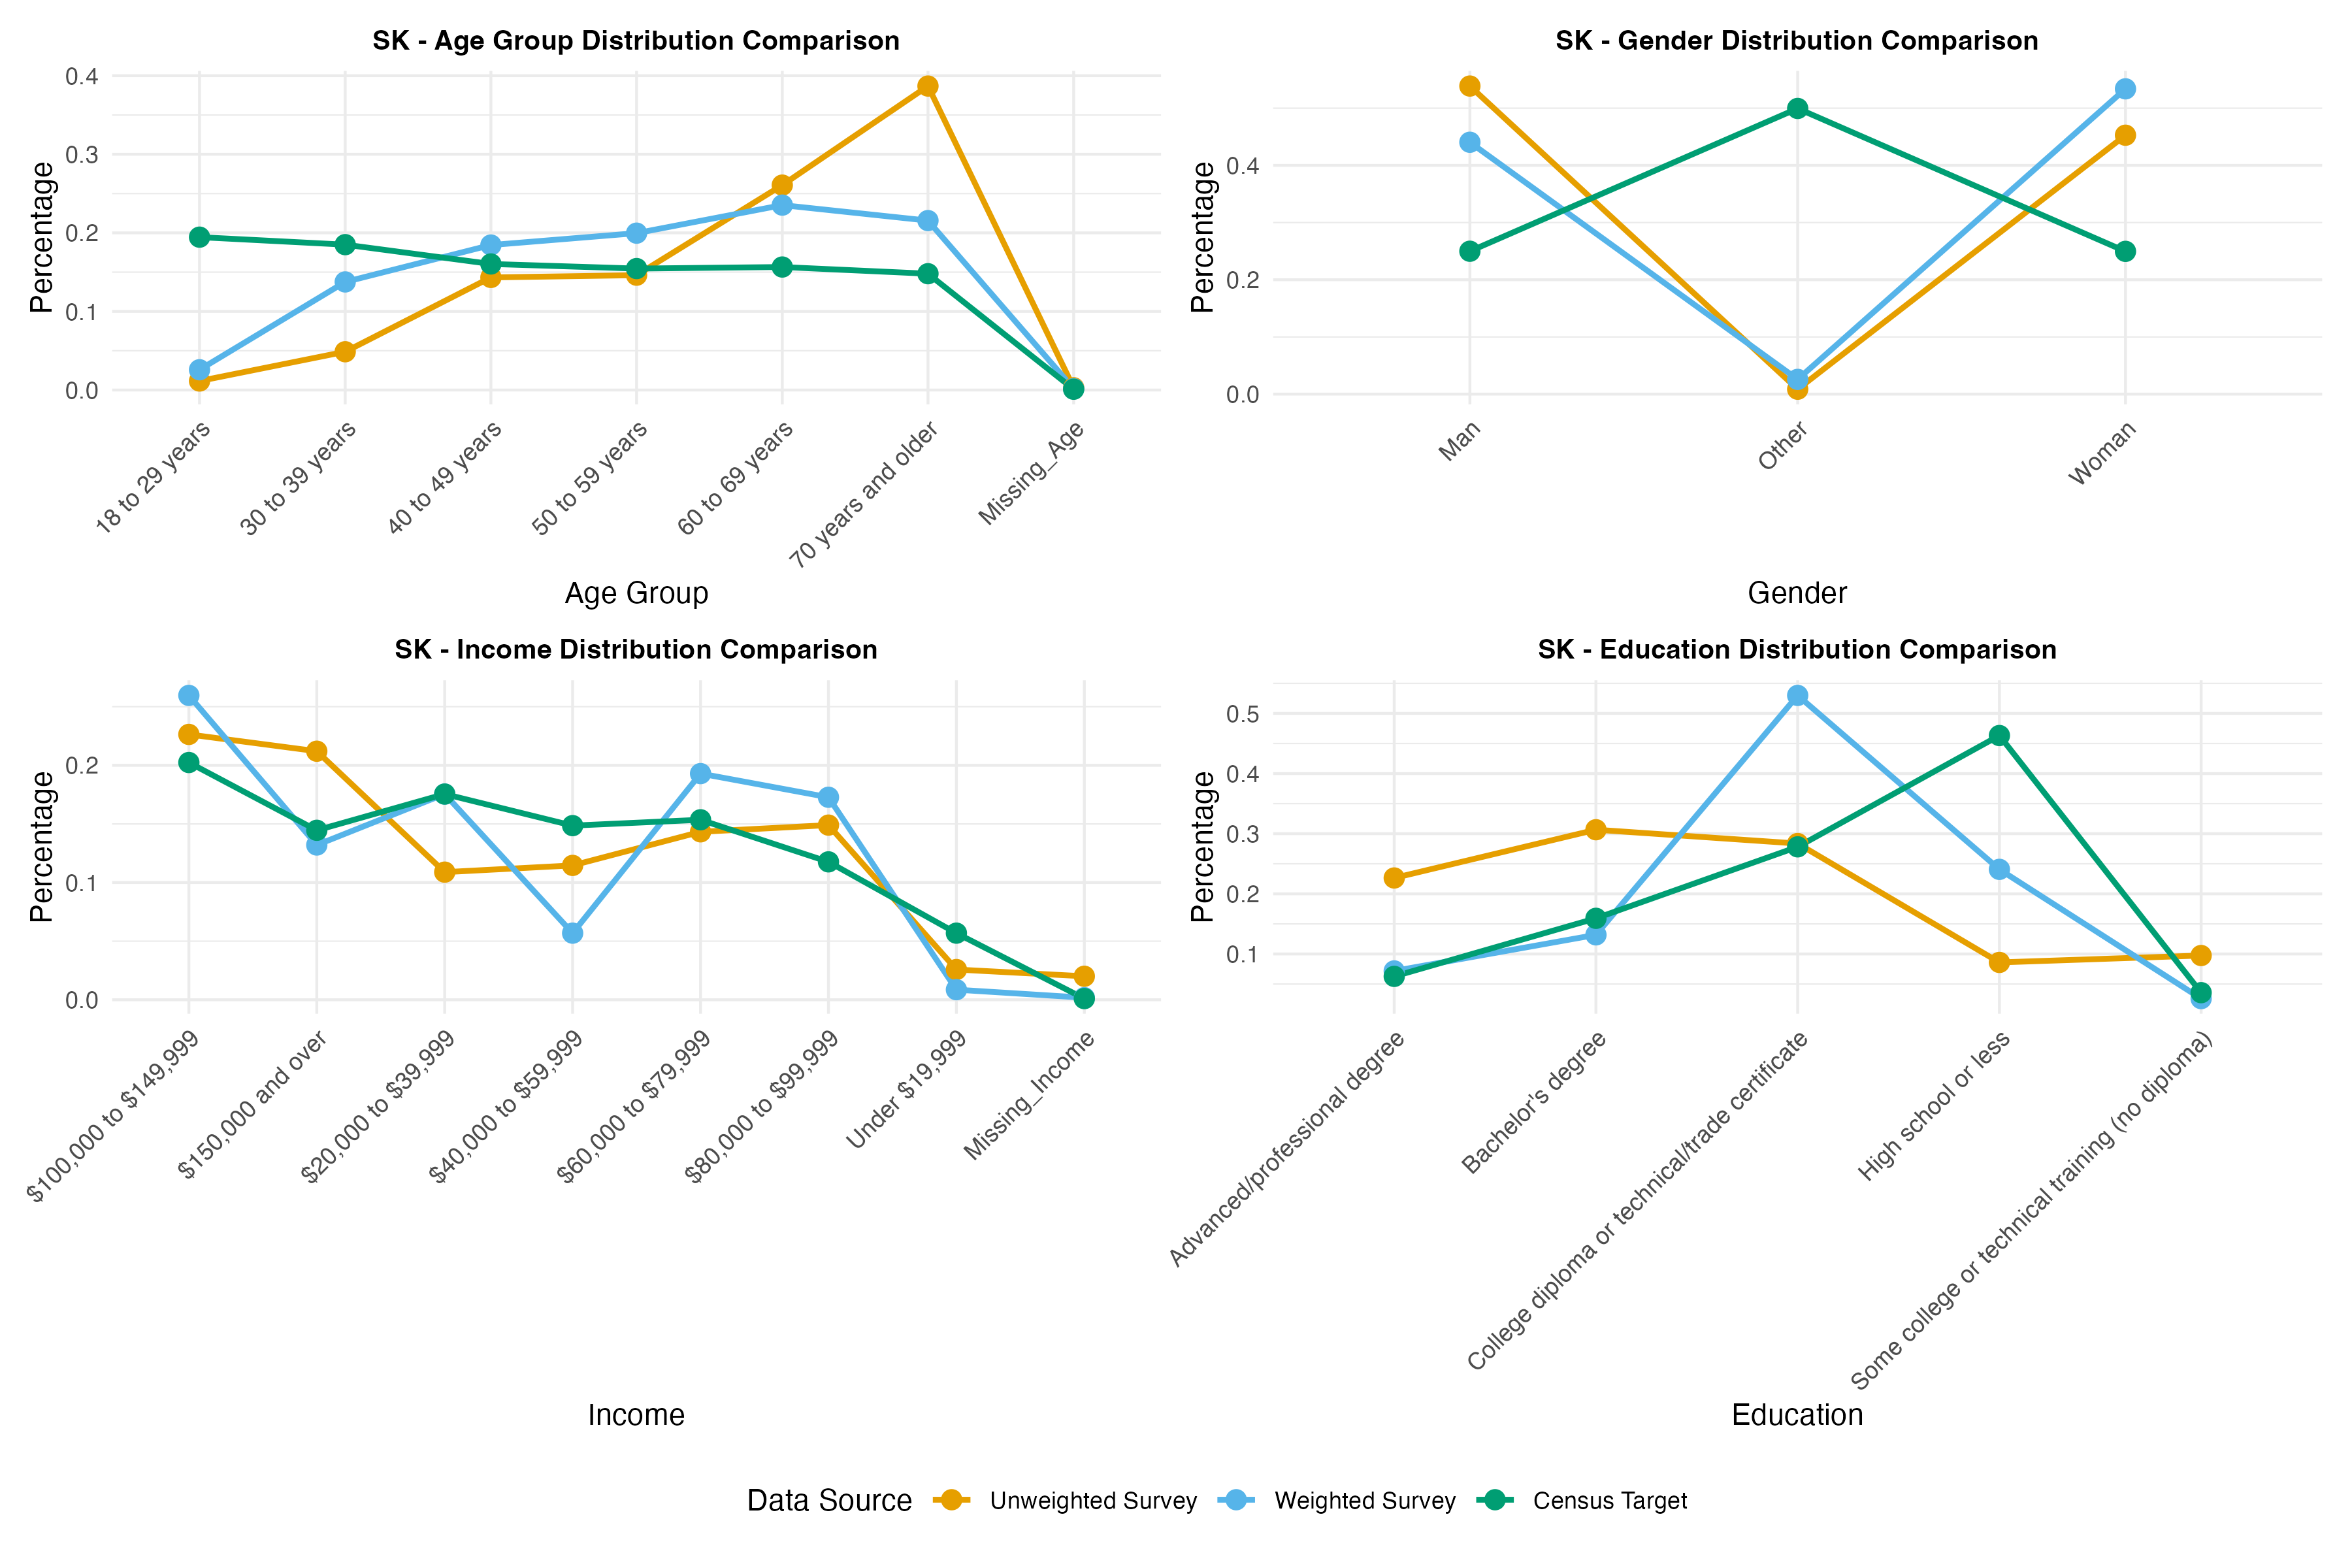 SK - Age Group Distribution Comparison
Percentage
0.4
0.3
0.2
0.1
0.0
18 to 29 years
30 to 39 years
40 to 49 years
50 to 59 years
60 to 69 years
70 years and older
Missing_Age
Age Group
SK - Gender Distribution Comparison
Percentage
0.4
0.2
0.0
Man
Other
Woman
Gender
SK - Income Distribution Comparison
Percentage
0.2
0.1
0.0
$100,000 to $149,999
$150,000 and over
$20,000 to $39,999
$40,000 to $59,999
$60,000 to $79,999
$80,000 to $99,999
Under $19,999
Missing_Income
Income
SK - Education Distribution Comparison
Percentage
0.5
0.4
0.3
0.2
0.1
Advanced/professional degree
Bachelor's degree
College diploma or technical/trade certificate
High school or less
Some college or technical training (no diploma)
Education
Data Source
Unweighted Survey
Weighted Survey
Census Target